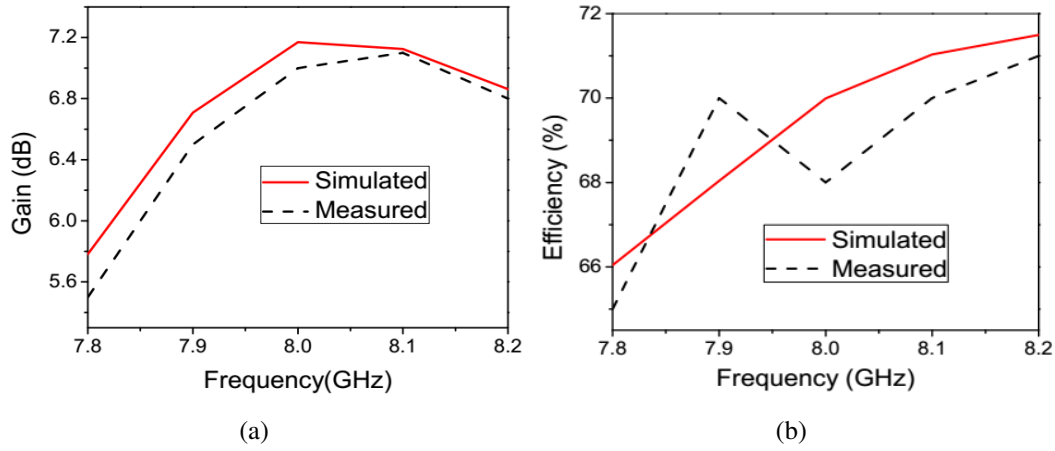 7.2
6.8
6.4
6.0
5.6
Gain (dB)
Simulated
Measured
7.8 7.9 8.0 8.1 8.2
Frequency(GHz)
(a)
72
70
68
66
Efficiency (%)
Simulated
Measured
7.8 7.9 8.0 8.1 8.2
Frequency (GHz)
(b)